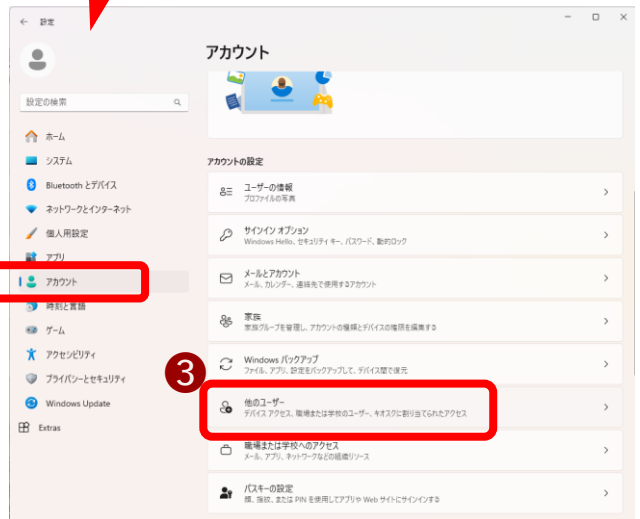 設定
アカウント
設定の検索
ホーム
システム
Bluetooth とデバイス
ネットワークとインターネット
個人用設定
アプリ
アカウント
時刻と言語
ゲーム
アクセシビリティ
プライバシーとセキュリティ
Windows Update
Extras
アカウントの設定
ユーザーの情報
プロファイルの写真
サインイン オプション
Windows Hello、セキュリティ キー、パスワード、動的ロック
メールとアカウント
メール、カレンダー、連絡先で使用するアカウント
家族
家族グループを管理し、アカウントの種類とデバイスの権限を編集する
Windows バックアップ
ファイル、アプリ、設定をバックアップして、デバイス間で復元
3
他のユーザー
デバイス アクセス、職場または学校のユーザー、キオスクに割り当てられたアクセス
職場または学校へのアクセス
メール、アプリ、ネットワークなどの組織リソース
パスキーの設定
顔、指紋、または PIN を使用してアプリや Web サイトにサインインする